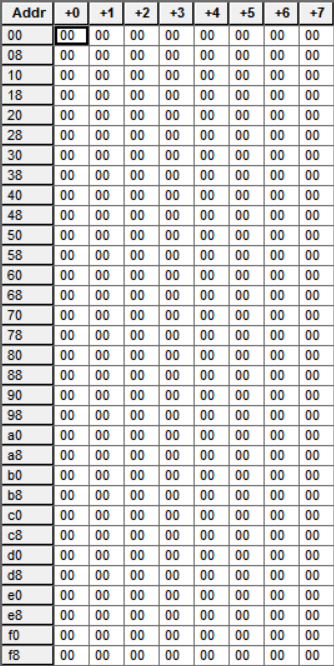 Addr +0 +1 +2 +3 +4 +5 +6 +7
00 00 00 00 00 00 00 00 00
08 00 00 00 00 00 00 00 00
10 00 00 00 00 00 00 00 00
18 00 00 00 00 00 00 00 00
20 00 00 00 00 00 00 00 00
28 00 00 00 00 00 00 00 00
30 00 00 00 00 00 00 00 00
38 00 00 00 00 00 00 00 00
40 00 00 00 00 00 00 00 00
48 00 00 00 00 00 00 00 00
50 00 00 00 00 00 00 00 00
58 00 00 00 00 00 00 00 00
60 00 00 00 00 00 00 00 00
68 00 00 00 00 00 00 00 00
70 00 00 00 00 00 00 00 00
78 00 00 00 00 00 00 00 00
80 00 00 00 00 00 00 00 00
88 00 00 00 00 00 00 00 00
90 00 00 00 00 00 00 00 00
98 00 00 00 00 00 00 00 00
a0 00 00 00 00 00 00 00 00
a8 00 00 00 00 00 00 00 00
b0 00 00 00 00 00 00 00 00
b8 00 00 00 00 00 00 00 00
c0 00 00 00 00 00 00 00 00
c8 00 00 00 00 00 00 00 00
d0 00 00 00 00 00 00 00 00
d8 00 00 00 00 00 00 00 00
e0 00 00 00 00 00 00 00 00
e8 00 00 00 00 00 00 00 00
f0 00 00 00 00 00 00 00 00
f8 00 00 00 00 00 00 00 00